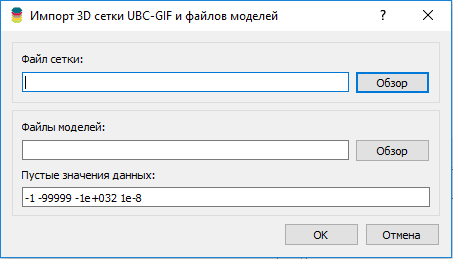 Импорт 3D сетки UBC-GIF и файлов моделей
?
Файл сетки:
Обзор
Файлы моделей:
Обзор
Пустые значения данных:
-1 -99999 -1e+032 1e-8
OK
Отмена